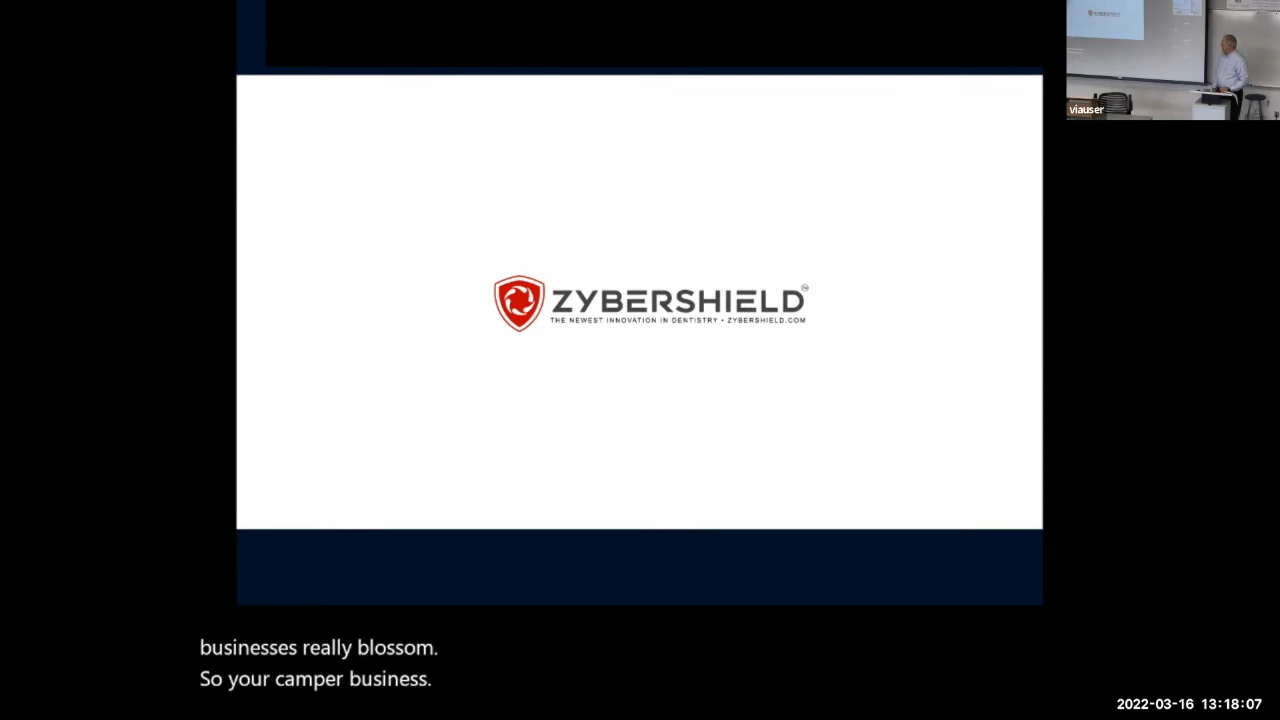 viauser
ZYBERSHIELD
THE NEWEST INNOVATION IN DENTISTRY • ZYBERSHIELD.COM
businesses really blossom.
So your camper business.
2022-03-16 13:18:07